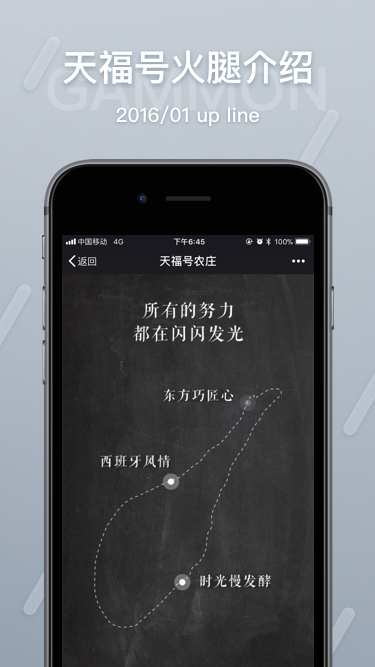 天福号火腿介绍
GAMMON
2016/01 up line
中国移动 4G 下午6:45 100%
返回 天福号农庄
所有的努力
都在闪闪发光
东方巧匠心
西班牙风情
时光慢发酵